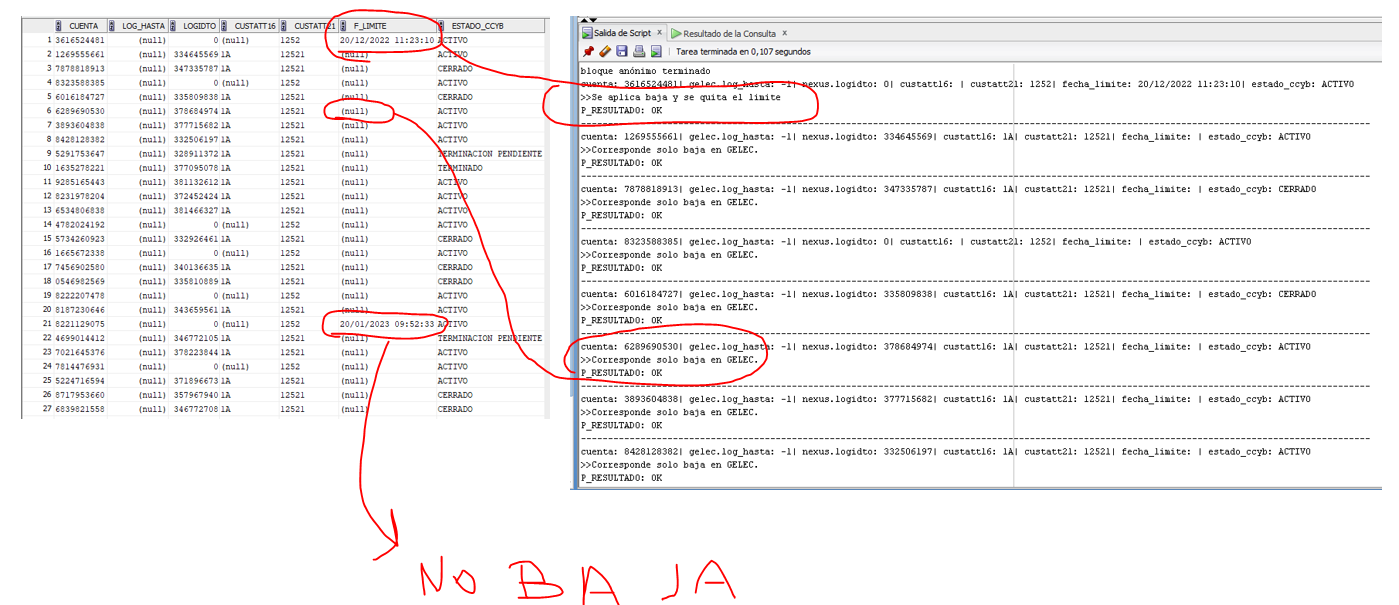 CUENTA LOG_HASTA LOGIDTO CUSTATT16 CUSTATT21 F_LIMITE ESTADO_CCYB
1 3616524481 (null) 0 (null) 1252 20/12/2022 11:23:10 ACTIVO
2 1269555661 (null) 334645569 1A 12521 (null) ACTIVO
3 7878818913 (null) 347335787 1A 12521 (null) CERRADO
4 8323588385 (null) 0 (null) 1252 (null) ACTIVO
5 6016184727 (null) 335809838 1A 12521 (null) CERRADO
6 6289690530 (null) 378684974 1A 12521 (null) ACTIVO
7 3893604838 (null) 377715682 1A 12521 (null) ACTIVO
8 8428128382 (null) 332506197 1A 12521 (null) ACTIVO
9 5291753647 (null) 328911372 1A 12521 (null) TERMINACION PENDIENTE
10 1635278221 (null) 377095078 1A 12521 (null) TERMINADO
11 9285165443 (null) 381132612 1A 12521 (null) ACTIVO
12 8231978204 (null) 372452424 1A 12521 (null) ACTIVO
13 6534806838 (null) 381466327 1A 12521 (null) ACTIVO
14 4782024192 (null) 0 (null) 1252 (null) ACTIVO
15 5734260923 (null) 332926461 1A 12521 (null) CERRADO
16 1665672338 (null) 0 (null) 1252 (null) ACTIVO
17 7456902580 (null) 340136635 1A 12521 (null) CERRADO
18 0546982569 (null) 335810889 1A 12521 (null) CERRADO
19 8222207478 (null) 0 (null) 1252 (null) ACTIVO
20 8187230646 (null) 343659561 1A 12521 (null) ACTIVO
21 8221129075 (null) 0 (null) 1252 20/01/2023 09:52:33 ACTIVO
22 4699014412 (null) 346772105 1A 12521 (null) TERMINACION PENDIENTE
23 7021645376 (null) 378223844 1A 12521 (null) ACTIVO
24 7814476931 (null) 0 (null) 1252 (null) ACTIVO
25 5224716594 (null) 371896673 1A 12521 (null) ACTIVO
26 8717953660 (null) 357967940 1A 12521 (null) CERRADO
27 6839821558 (null) 346772708 1A 12521 (null) CERRADO
Salida de Script x Resultado de la Consulta x
Tarea terminada en 0,107 segundos
bloque anónimo terminado
cuenta: 3616524481| gelec.log_hasta: -1| nexus.logidto: 0| custatt16: | custatt21: 1252| fecha_limite: 20/12/2022 11:23:10| estado_ccyb: ACTIVO
>>Se aplica baja y se quita el limite
P_RESULTADO: OK
cuenta: 1269555661| gelec.log_hasta: -1| nexus.logidto: 334645569| custatt16: 1A| custatt21: 12521| fecha_limite: | estado_ccyb: ACTIVO
>>Corresponde solo baja en GELEC.
P_RESULTADO: OK
cuenta: 7878818913| gelec.log_hasta: -1| nexus.logidto: 347335787| custatt16: 1A| custatt21: 12521| fecha_limite: | estado_ccyb: CERRADO
>>Corresponde solo baja en GELEC.
P_RESULTADO: OK
cuenta: 8323588385| gelec.log_hasta: -1| nexus.logidto: 0| custatt16: | custatt21: 1252| fecha_limite: | estado_ccyb: ACTIVO
>>Corresponde solo baja en GELEC.
P_RESULTADO: OK
cuenta: 6016184727| gelec.log_hasta: -1| nexus.logidto: 335809838| custatt16: 1A| custatt21: 12521| fecha_limite: | estado_ccyb: CERRADO
>>Corresponde solo baja en GELEC.
P_RESULTADO: OK
cuenta: 6289690530| gelec.log_hasta: -1| nexus.logidto: 378684974| custatt16: 1A| custatt21: 12521| fecha_limite: | estado_ccyb: ACTIVO
>>Corresponde solo baja en GELEC.
P_RESULTADO: OK
cuenta: 3893604838| gelec.log_hasta: -1| nexus.logidto: 377715682| custatt16: 1A| custatt21: 12521| fecha_limite: | estado_ccyb: ACTIVO
>>Corresponde solo baja en GELEC.
P_RESULTADO: OK
cuenta: 8428128382| gelec.log_hasta: -1| nexus.logidto: 332506197| custatt16: 1A| custatt21: 12521| fecha_limite: | estado_ccyb: ACTIVO
>>Corresponde solo baja en GELEC.
P_RESULTADO: OK
NO BAJA